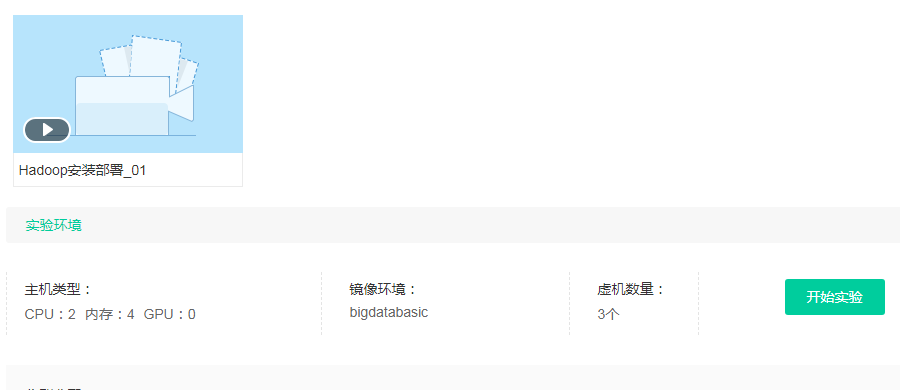 Hadoop安装部署_01
实验环境
主机类型：
CPU：2 内存：4 GPU：0
镜像环境：
bigdatabasic
虚机数量：
3个
开始实验